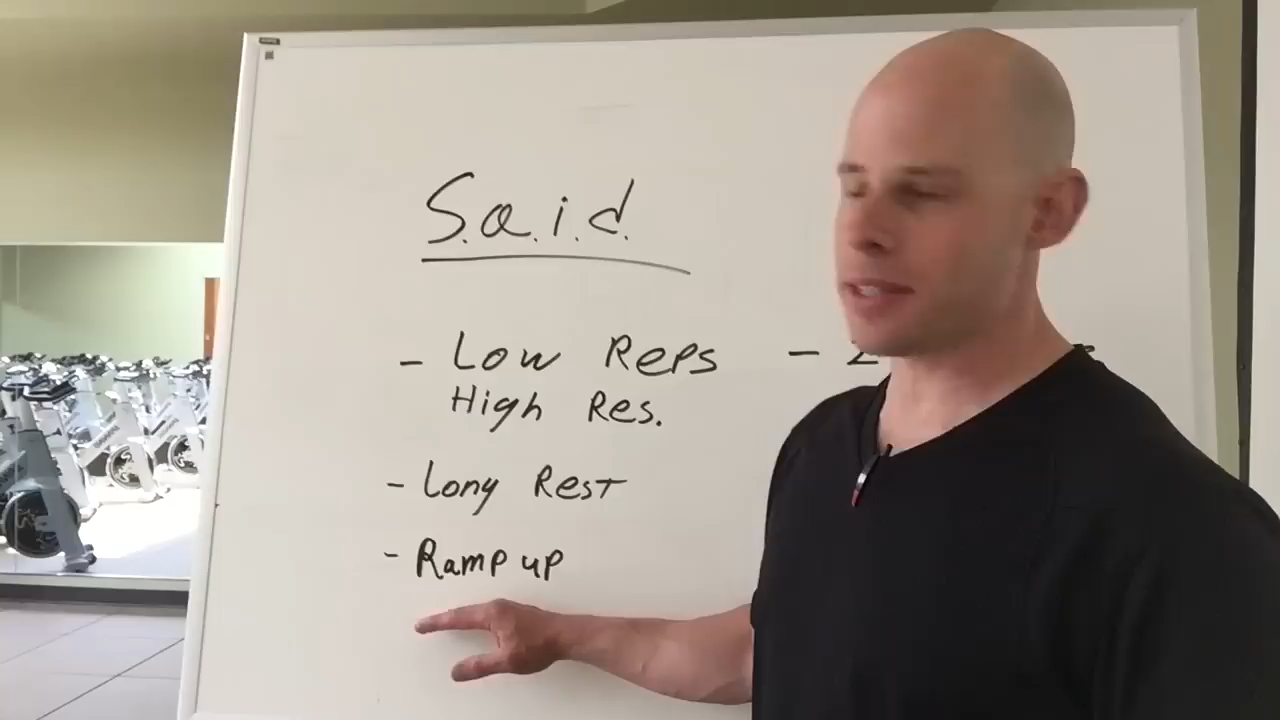 S.a.i.d.
- Low Reps -
High Res.
- Long Rest
- Ramp up